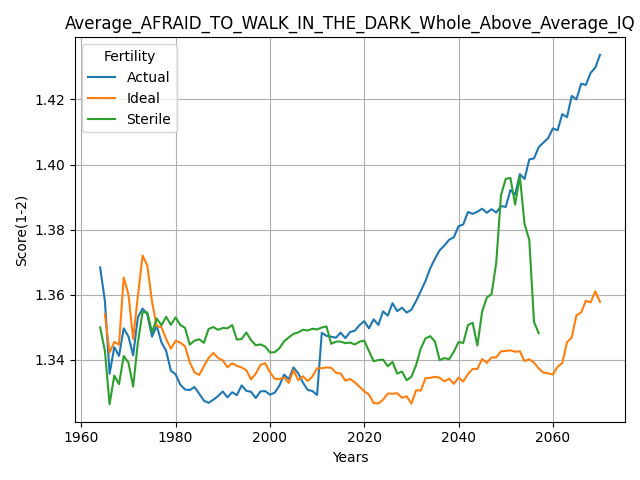 Average_AFRAID_TO_WALK_IN_THE_DARK_Whole_Above_Average_IQ
Fertility
Actual
Ideal
Sterile
Score(1-2)
1.42
1.40
1.38
1.36
1.34
1960
1980
2000
2020
2040
2060
Years